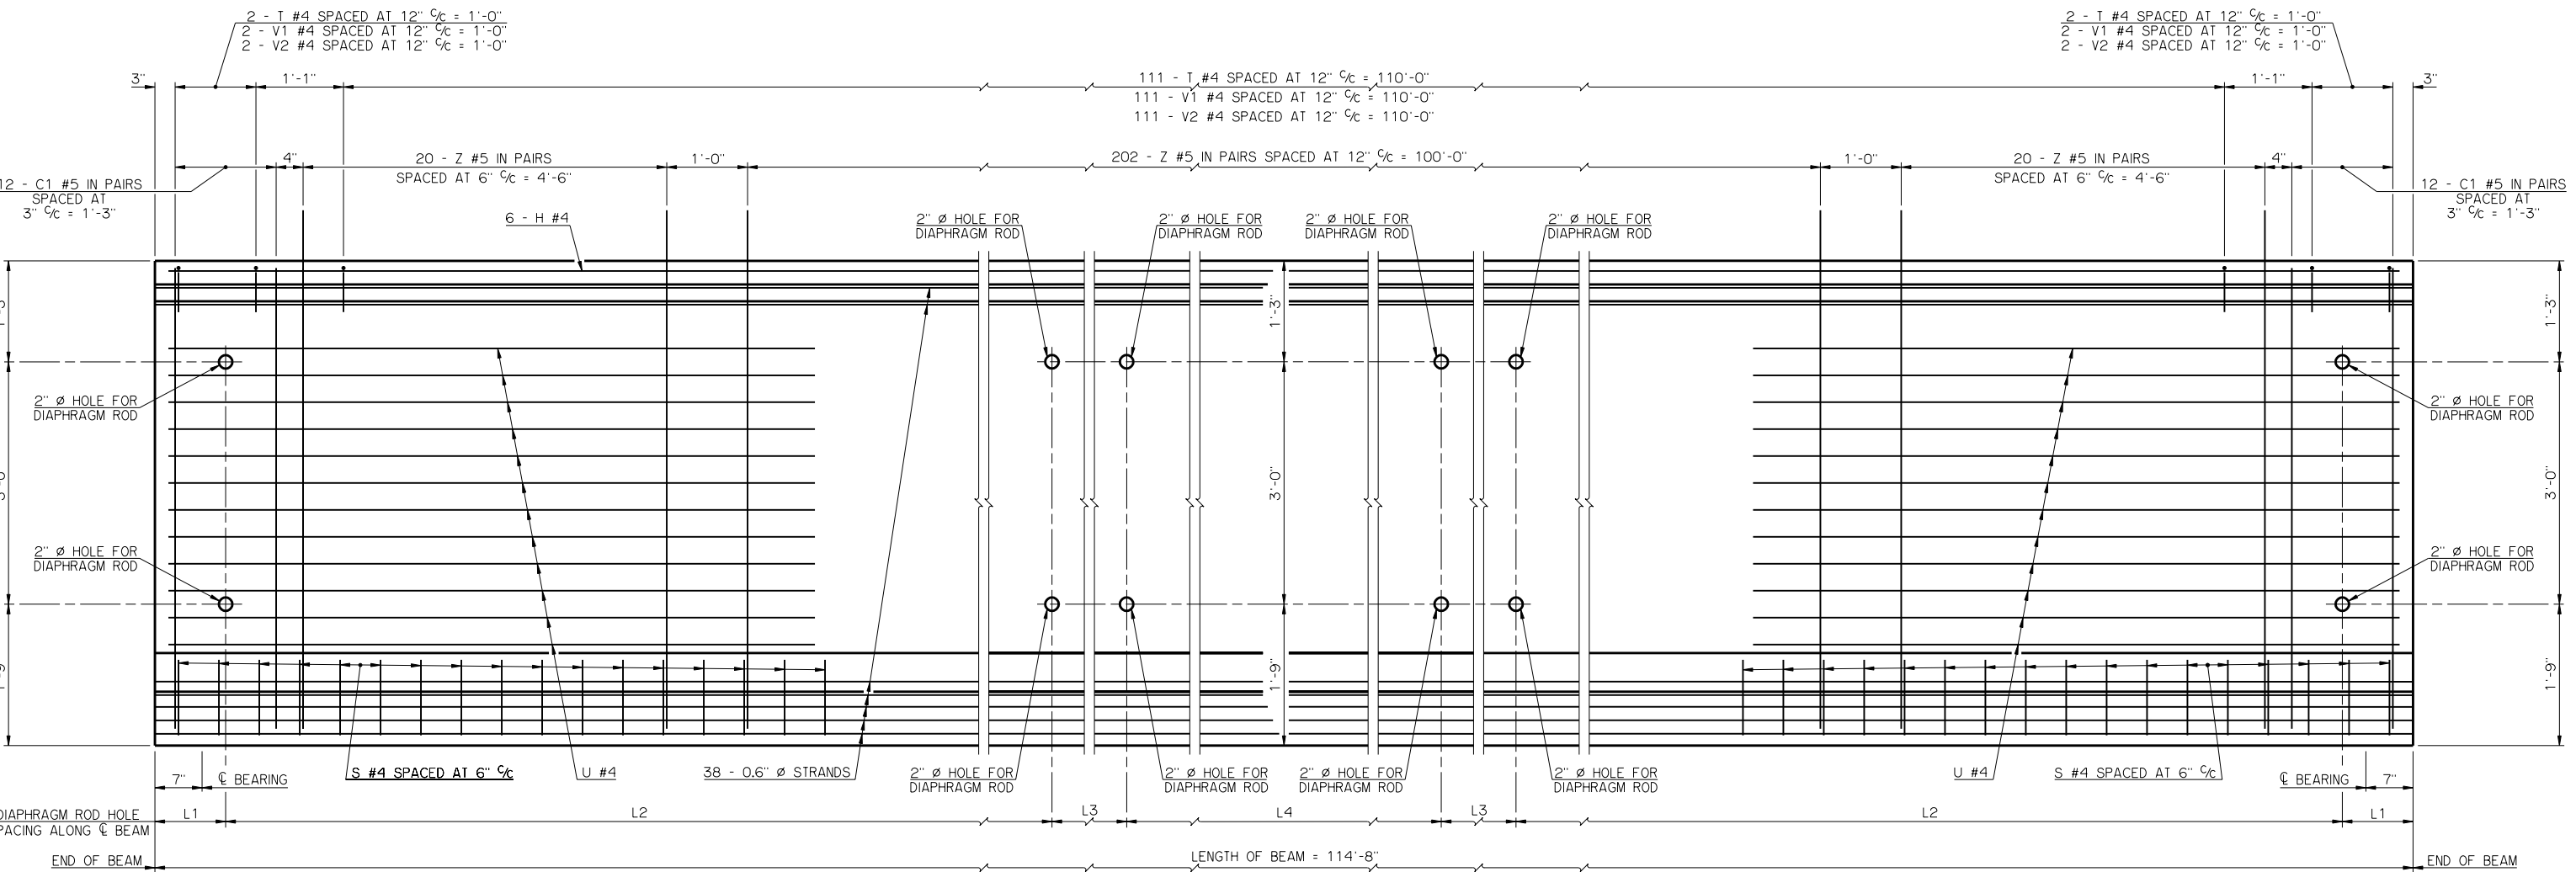 2 - T #4 SPACED AT 12" C/C = 1'-0"
2 - V1 #4 SPACED AT 12" C/C = 1'-0"
2 - V2 #4 SPACED AT 12" C/C = 1'-0"
2 - T #4 SPACED AT 12" C/C = 1'-0"
2 - V1 #4 SPACED AT 12" C/C = 1'-0"
2 - V2 #4 SPACED AT 12" C/C = 1'-0"
3"
1'-1"
111 - T #4 SPACED AT 12" C/C = 110'-0"
111 - V1 #4 SPACED AT 12" C/C = 110'-0"
111 - V2 #4 SPACED AT 12" C/C = 110'-0"
1'-1"
3"
12 - C1 #5 IN PAIRS
SPACED AT
3" C/C = 1'-3"
4"
20 - Z #5 IN PAIRS
SPACED AT 6" C/C = 4'-6"
1'-0"
202 - Z #5 IN PAIRS SPACED AT 12" C/C = 100'-0"
1'-0"
20 - Z #5 IN PAIRS
SPACED AT 6" C/C = 4'-6"
4"
12 - C1 #5 IN PAIRS
SPACED AT
3" C/C = 1'-3"
6 - H #4
2" Ø HOLE FOR
DIAPHRAGM ROD
2" Ø HOLE FOR
DIAPHRAGM ROD
2" Ø HOLE FOR
DIAPHRAGM ROD
2" Ø HOLE FOR
DIAPHRAGM ROD
1'-3"
1'-3"
1'-3"
2" Ø HOLE FOR
DIAPHRAGM ROD
2" Ø HOLE FOR
DIAPHRAGM ROD
3'-0"
3'-0"
3'-0"
2" Ø HOLE FOR
DIAPHRAGM ROD
2" Ø HOLE FOR
DIAPHRAGM ROD
1'-9"
1'-9"
1'-9"
7"
℄ BEARING
S #4 SPACED AT 6" C/C
U #4
38 - 0.6" Ø STRANDS
2" Ø HOLE FOR
DIAPHRAGM ROD
2" Ø HOLE FOR
DIAPHRAGM ROD
2" Ø HOLE FOR
DIAPHRAGM ROD
2" Ø HOLE FOR
DIAPHRAGM ROD
U #4
S #4 SPACED AT 6" C/C
℄ BEARING
7"
DIAPHRAGM ROD HOLE
SPACING ALONG ℄ BEAM
L1
L2
L3
L4
L3
L2
L1
END OF BEAM
LENGTH OF BEAM = 114'-8"
END OF BEAM